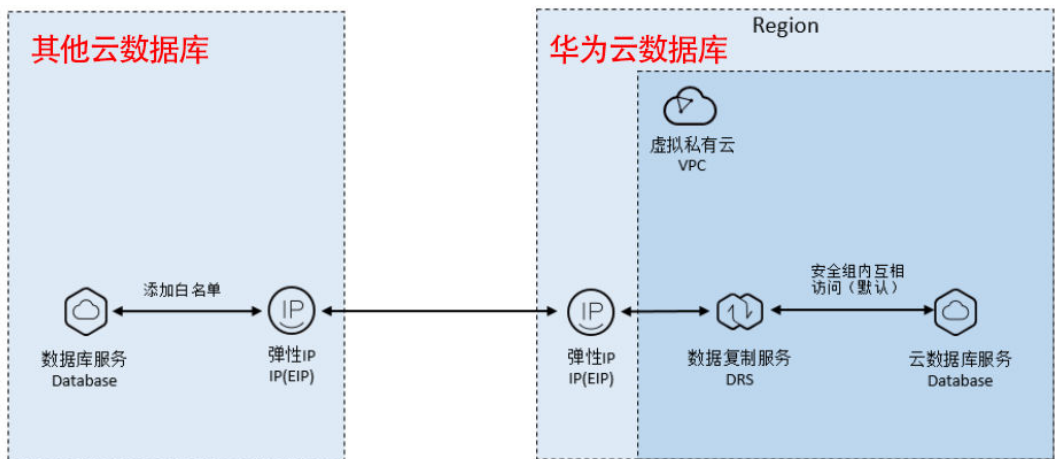 其他云数据库
数据库服务
Database
添加白名单
IP
弹性IP
IP(EIP)
Region
华为云数据库
虚拟私有云
VPC
IP
弹性IP
IP(EIP)
数据复制服务
DRS
安全组内互相
访问（默认）
云数据库服务
Database